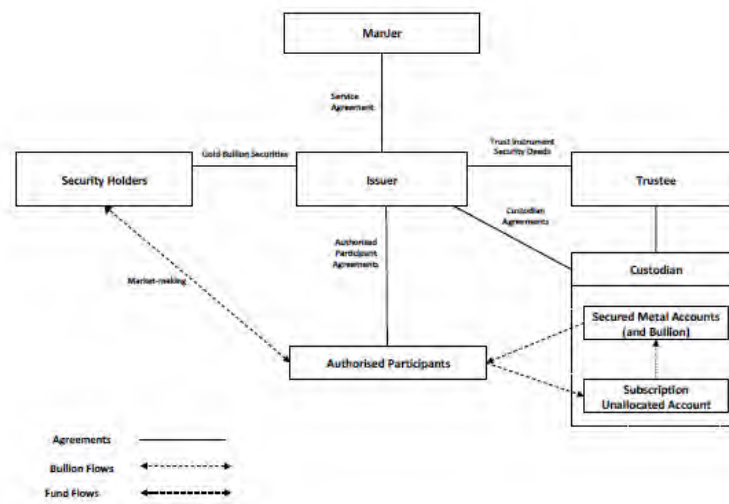 ManJer
Service
Agreement
Gold Bullion Securities
Trust Instrument
Security Deeds
Security Holders
Issuer
Trustee
Custodian
Agreements
Authorised
Participant
Agreements
Custodian
Market-making
Secured Metal Accounts
(and Bullion)
Authorised Participants
Subscription
Unallocated Account
Agreements
Bullion Flows
Fund Flows